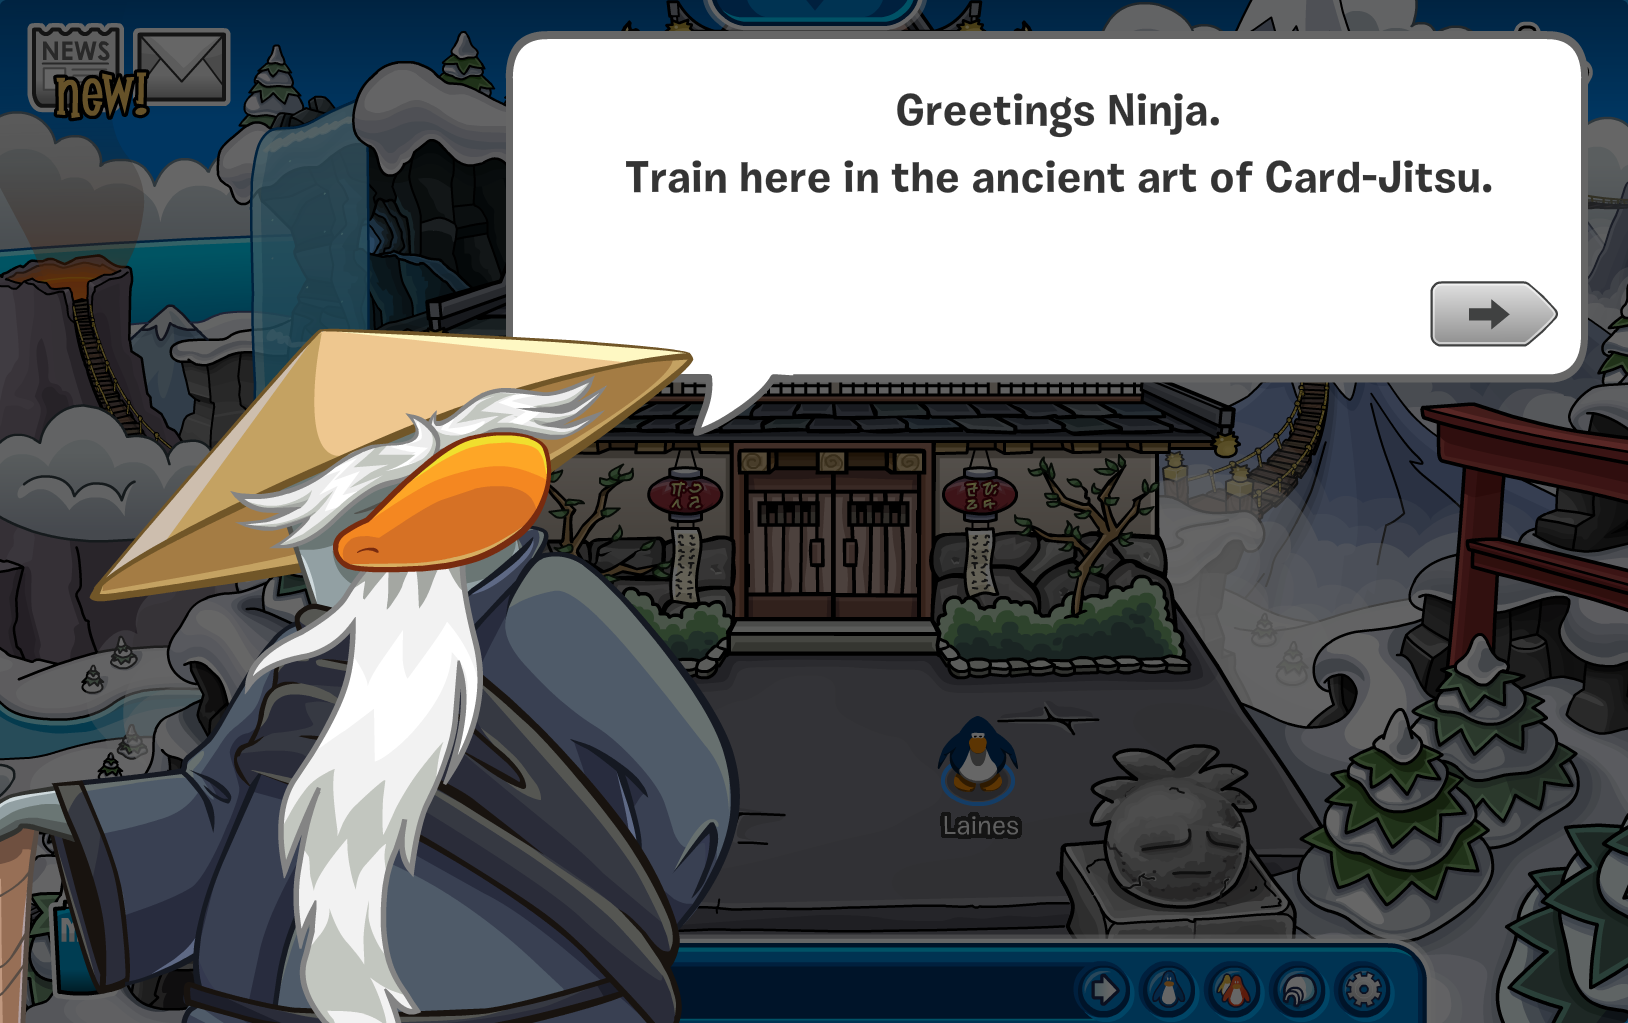 NEWS
new!
Greetings Ninja.
Train here in the ancient art of Card-Jitsu.
Laines